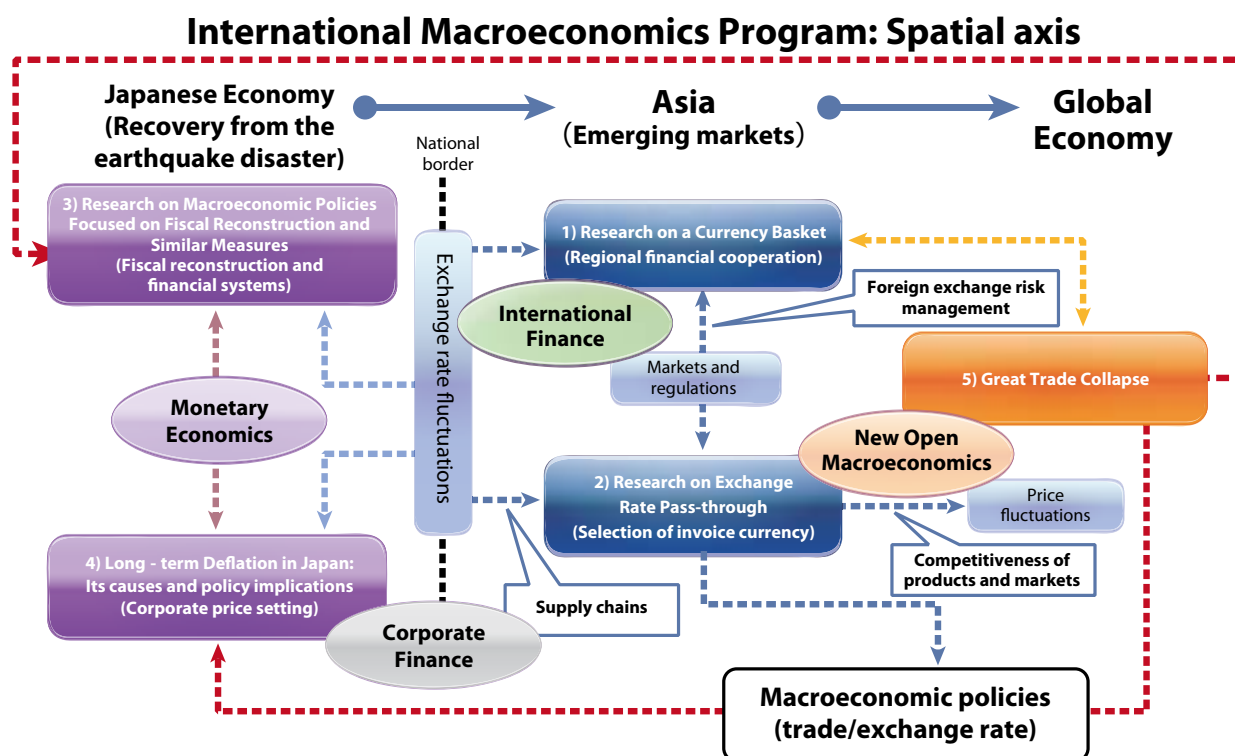 International Macroeconomics Program: Spatial axis
Japanese Economy
(Recovery from the
earthquake disaster)
Asia
(Emerging markets)
Global
Economy
National
border
3) Research on Macroeconomic Policies
Focused on Fiscal Reconstruction and
Similar Measures
(Fiscal reconstruction and
financial systems)
Exchange rate fluctuations
1) Research on a Currency Basket
(Regional financial cooperation)
Foreign exchange risk
management
International
Finance
Markets and
regulations
5) Great Trade Collapse
Monetary
Economics
New Open
Macroeconomics
2) Research on Exchange
Rate Pass-through
(Selection of invoice currency)
Price
fluctuations
Competitiveness of
products and markets
4) Long - term Deflation in Japan:
Its causes and policy implications
(Corporate price setting)
Supply chains
Corporate
Finance
Macroeconomic policies
(trade/exchange rate)